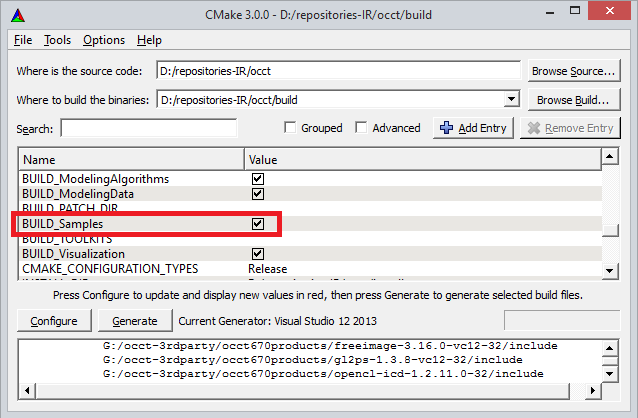 CMake 3.0.0 - D:/repositories-IR/occt/build
File Tools Options Help
Where is the source code: D:/repositories-IR/occt Browse Source...
Where to build the binaries: D:/repositories-IR/occt/build Browse Build...
Search: Grouped Advanced Add Entry Remove Entry
Name Value
BUILD_ModelingAlgorithms
BUILD_ModelingData
BUILD_PATCH_DIR
BUILD_Samples
BUILD_TOOLKITS
BUILD_Visualization
CMAKE_CONFIGURATION_TYPES Release
Press Configure to update and display new values in red, then press Generate to generate selected build files.
Configure Generate Current Generator: Visual Studio 12 2013
G:/occt-3rdparty/occt670products/freeimage-3.16.0-vc12-32/include
G:/occt-3rdparty/occt670products/gl2ps-1.3.8-vc12-32/include
G:/occt-3rdparty/occt670products/opencl-icd-1.2.11.0-32/include